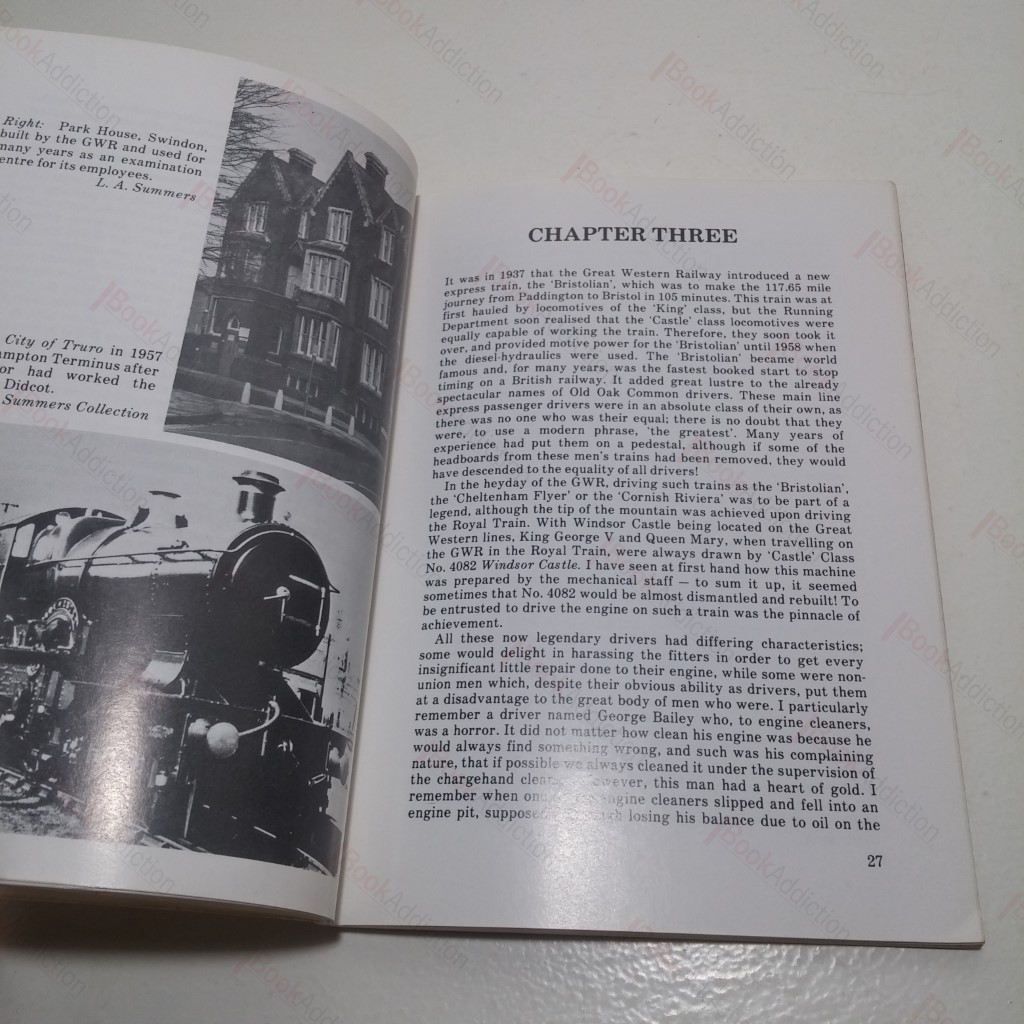 Right: Park House, Swindon,
built by the GWR and used for
many years as an examination
entre for its employees.
L. A. Summers
City of Truro in 1957
ampton Terminus after
or had worked the
Didcot.
Summers Collection
CHAPTER THREE
It was in 1937 that the Great Western Railway introduced a new
express train, the 'Bristolian', which was to make the 117.65 mile
journey from Paddington to Bristol in 105 minutes. This train was at
first hauled by locomotives of the 'King' class, but the Running
Department soon realised that the 'Castle' class locomotives were
equally capable of working the train. Therefore, they soon took it
over, and provided motive power for the 'Bristolian' until 1958 when
the diesel-hydraulics were used. The 'Bristolian' became world
famous and, for many years, was the fastest booked start to stop
timing on a British railway. It added great lustre to the already
spectacular names of Old Oak Common drivers. These main line
express passenger drivers were in an absolute class of their own, as
there was no one who was their equal; there is no doubt that they
were, to use a modern phrase, 'the greatest'. Many years of
experience had put them on a pedestal, although if some of the
headboards from these men's trains had been removed, they would
have descended to the equality of all drivers!
In the heyday of the GWR, driving such trains as the 'Bristolian',
the 'Cheltenham Flyer' or the 'Cornish Riviera' was to be part of a
legend, although the tip of the mountain was achieved upon driving
the Royal Train. With Windsor Castle being located on the Great
Western lines, King George V and Queen Mary, when travelling on
the GWR in the Royal Train, were always drawn by 'Castle' Class
No. 4082 Windsor Castle. I have seen at first hand how this machine
was prepared by the mechanical staff — to sum it up, it seemed
sometimes that No. 4082 would be almost dismantled and rebuilt! To
be entrusted to drive the engine on such a train was the pinnacle of
achievement.
All these now legendary drivers had differing characteristics;
some would delight in harassing the fitters in order to get every
insignificant little repair done to their engine, while some were non-
union men which, despite their obvious ability as drivers, put them
at a disadvantage to the great body of men who were. I particularly
remember a driver named George Bailey who, to engine cleaners,
was a horror. It did not matter how clean his engine was because he
would always find something wrong, and such was his complaining
nature, that if possible we always cleaned it under the supervision of
the chargehand However, this man had a heart of gold. I
remember when engine cleaners slipped and fell into an
engine pit, losing his balance due to oil on the
27